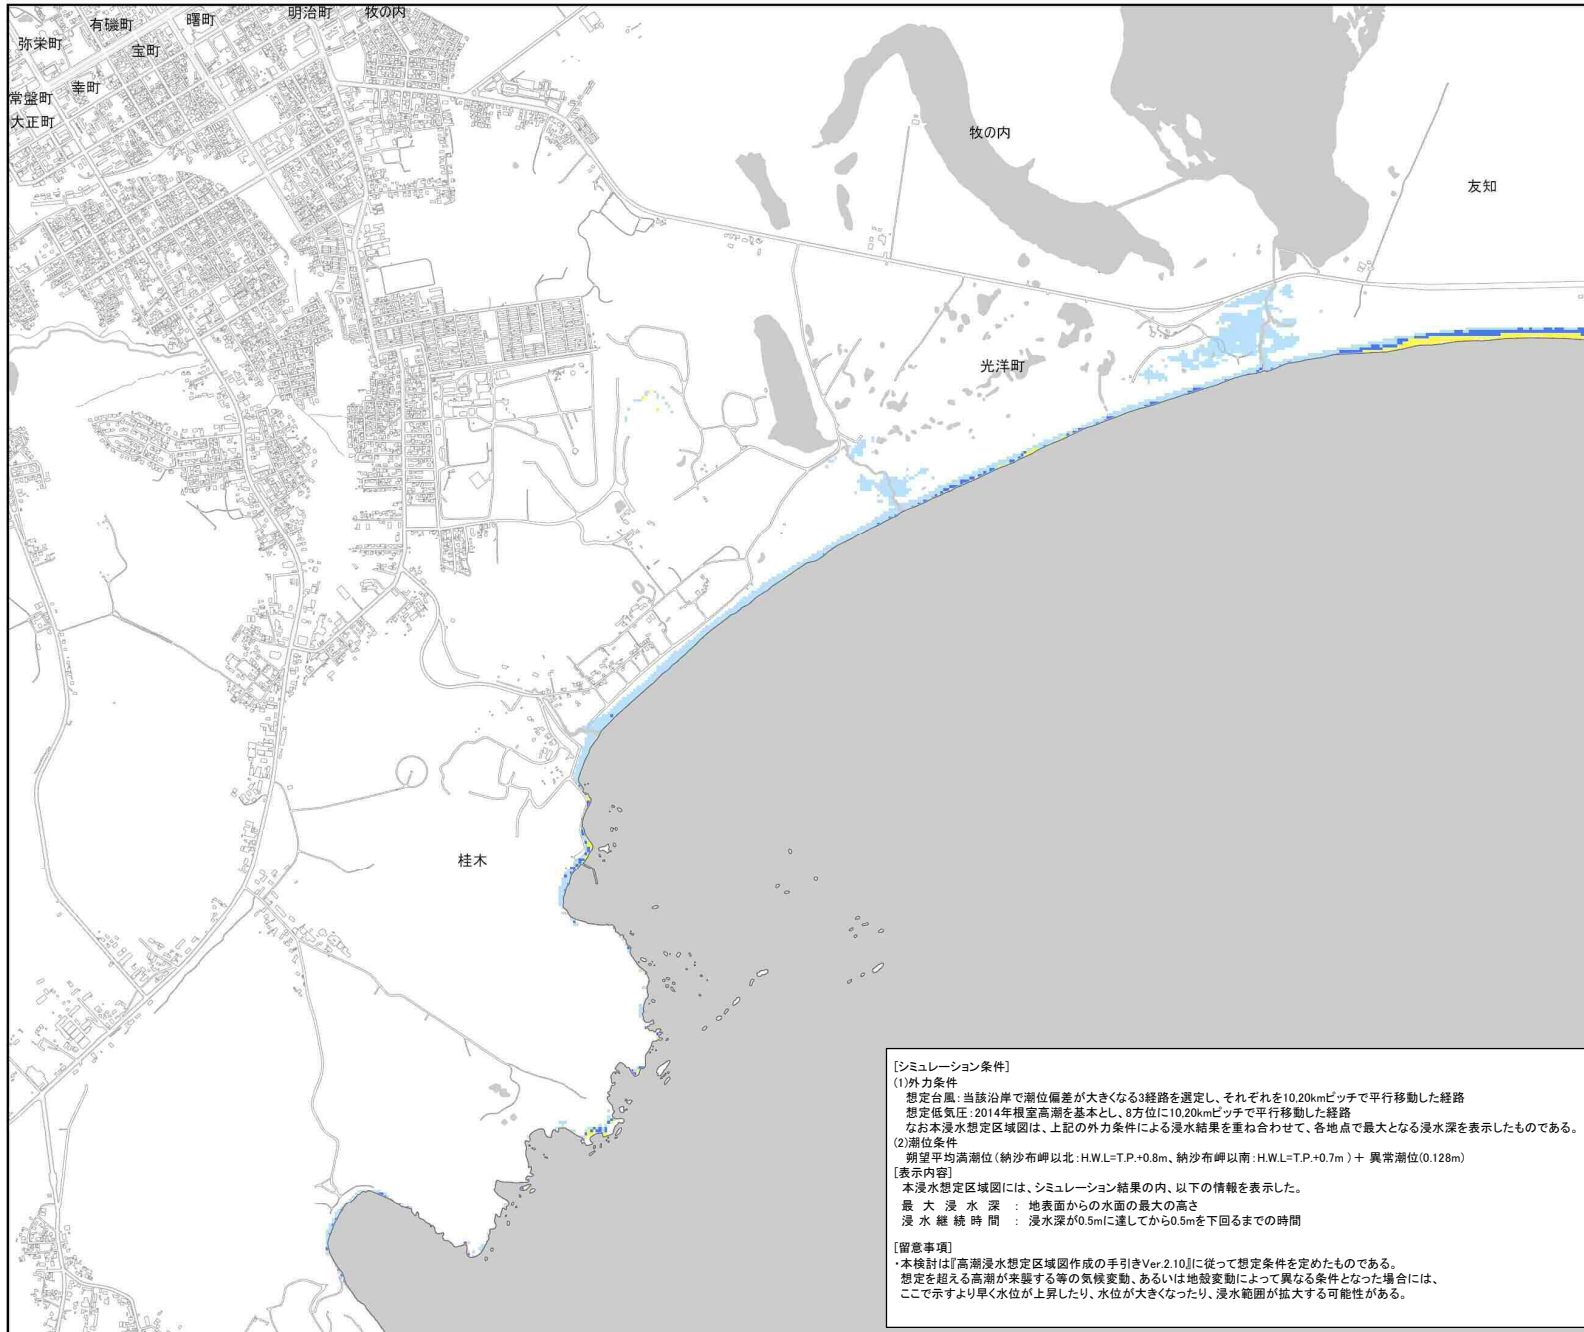 明治町
牧の内
曙町
有磯町
弥栄町
宝町
幸町
常盤町
大正町
牧の内
友知
光洋町
桂木
[シミュレーション条件]
(1)外力条件
想定台風：当該沿岸で潮位偏差が大きくなる3経路を選定し、それぞれを10,20kmピッチで平行移動した経路
想定低気圧：2014年根室高潮を基本とし、8方位に10,20kmピッチで平行移動した経路
なお本浸水想定区域図は、上記の外力条件による浸水結果を重ね合わせて、各地点で最大となる浸水深を表示したものである。
(2)潮位条件
朔望平均満潮位（納沙布岬以北：H.W.L=T.P.+0.8m、納沙布岬以南：H.W.L=T.P.+0.7m ）＋ 異常潮位(0.128m)
[表示内容]
本浸水想定区域図には、シミュレーション結果の内、以下の情報を表示した。
最 大 浸 水 深 ： 地表面からの水面の最大の高さ
浸 水 継 続 時 間 ： 浸水深が0.5mに達してから0.5mを下回るまでの時間
[留意事項]
・本検討は『高潮浸水想定区域図作成の手引きVer.2.10』に従って想定条件を定めたものである。
想定を超える高潮が来襲する等の気候変動、あるいは地殻変動によって異なる条件となった場合には、
ここで示すより早く水位が上昇したり、水位が大きくなったり、浸水範囲が拡大する可能性がある。